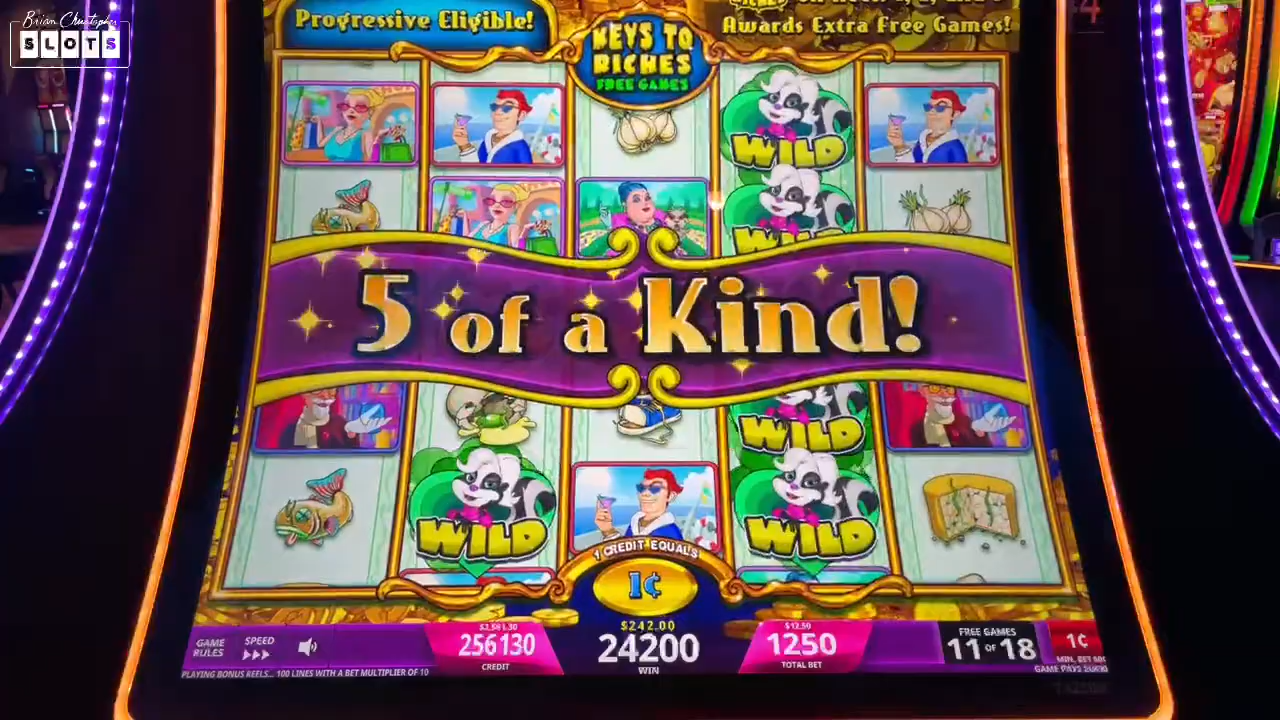 Brian Christopher
SLOTS
Progressive Eligible!
Awards Extra Free Games!
KEYS TO
RICHES
FREE GAMES
WILD
WILD
5 of a Kind!
WILD
WILD
WILD
1 CREDIT EQUALS
1¢
GAME
RULES
SPEED
256130
CREDIT
$242.00
24200
WIN
$12.50
1250
TOTAL BET
FREE GAMES
11 OF 18
1¢
PLAYING BONUS REELS... 100 LINES WITH A BET MULTIPLIER OF 10